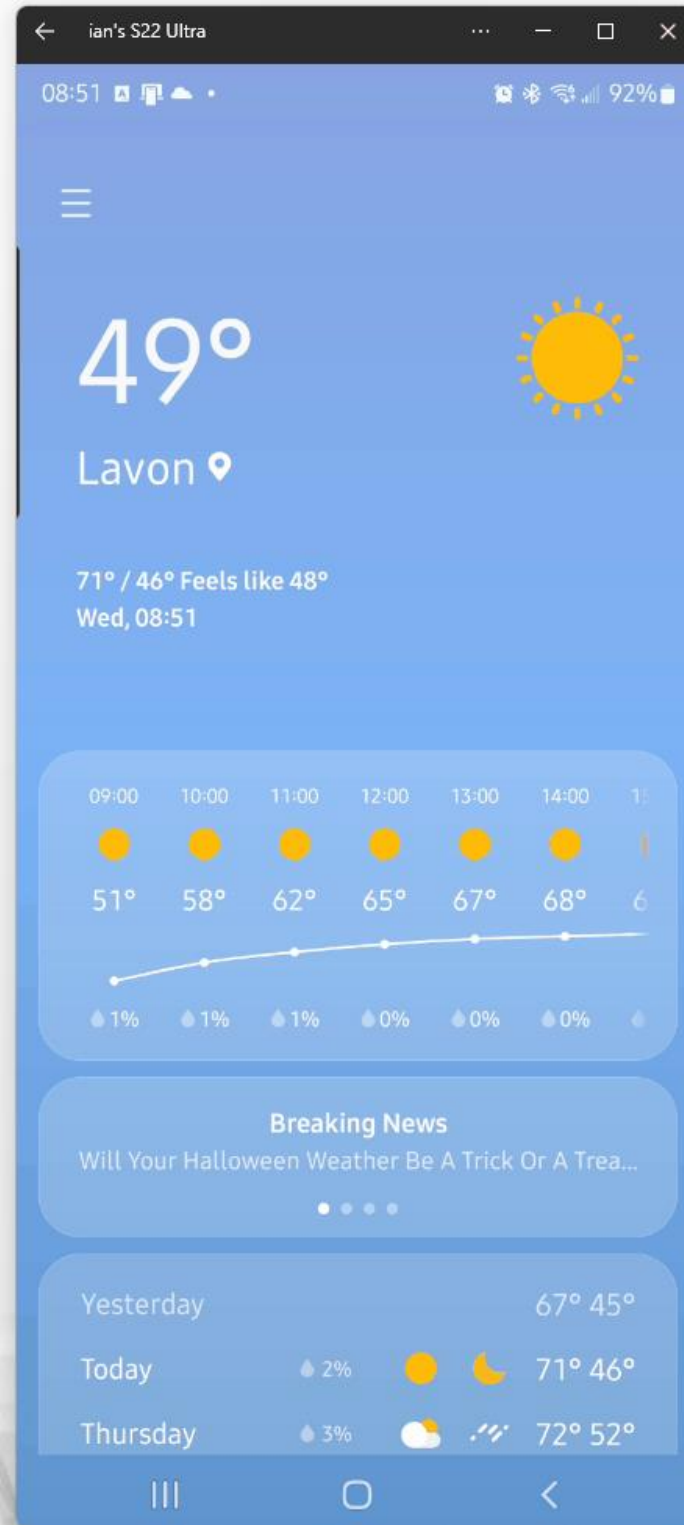 ian's S22 Ultra
08:51 92%
49°
Lavon
71° / 46° Feels like 48°
Wed, 08:51
09:00 10:00 11:00 12:00 13:00 14:00
51° 58° 62° 65° 67° 68°
1% 1% 1% 0% 0% 0%
Breaking News
Will Your Halloween Weather Be A Trick Or A Trea...
Yesterday 67° 45°
Today 2% 71° 46°
Thursday 3% 72° 52°